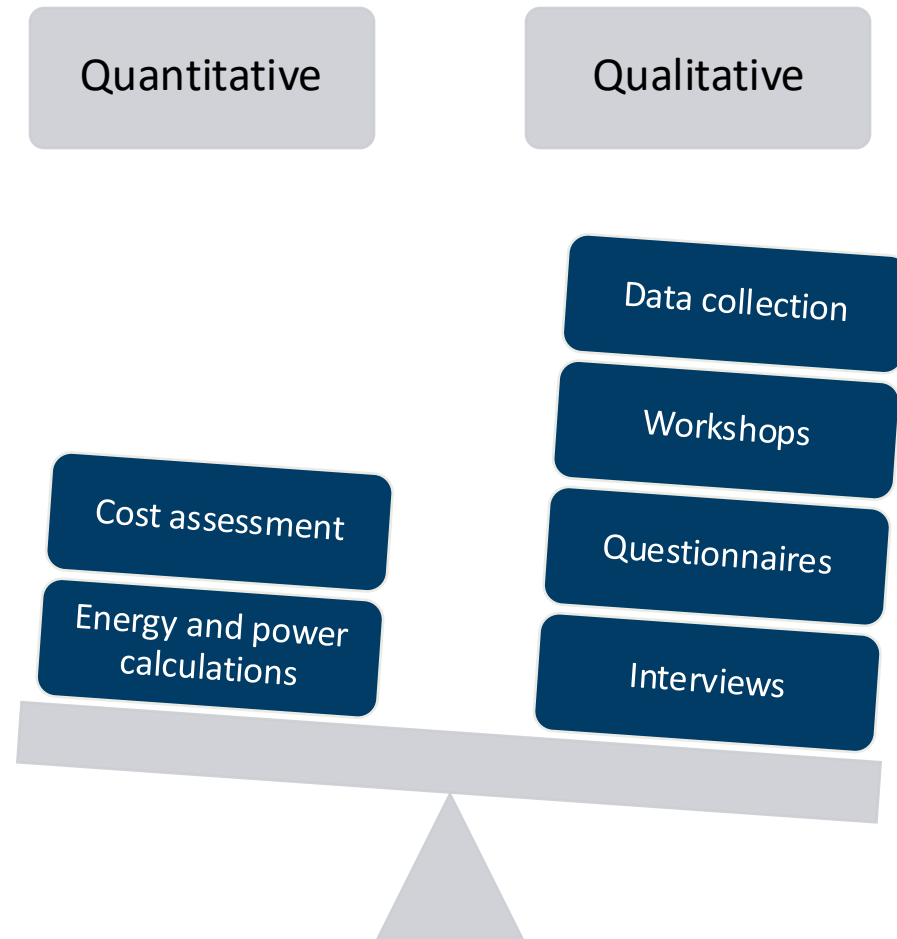 Quantitative
Qualitative
Data collection
Workshops
Questionnaires
Interviews
Cost assessment
Energy and power
calculations